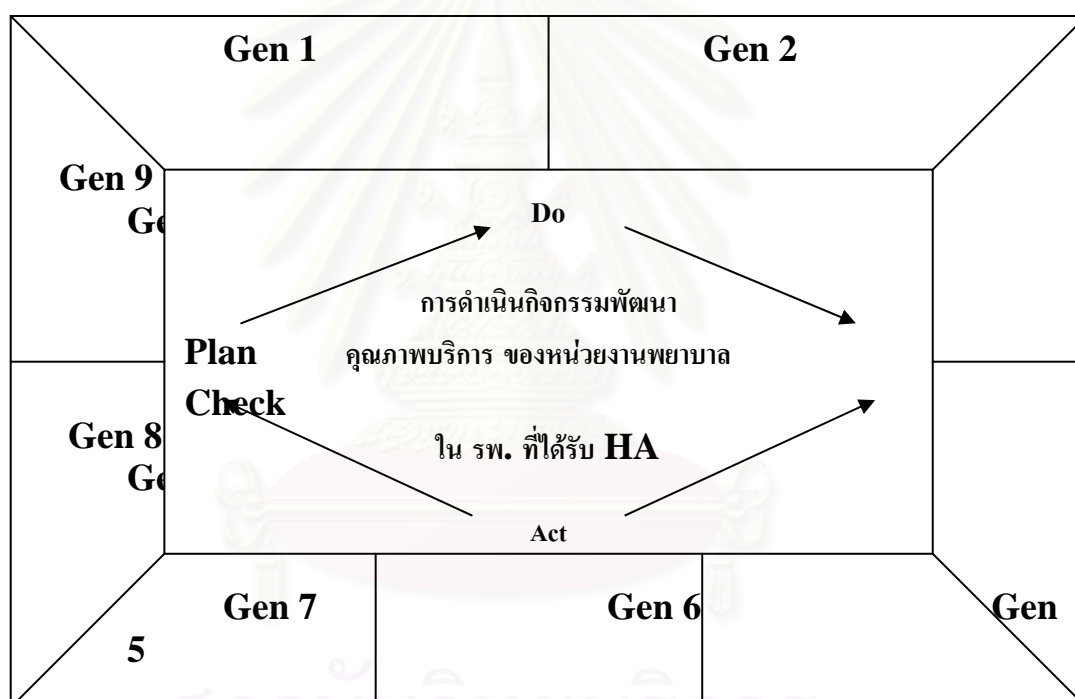 Gen 1 Gen 2
Gen 9
Ge
Do
การดำเนินกิจกรรมพัฒนา
Plan คุณภาพบริการ ของหน่วยงานพยาบาล
Check
Gen 8 ใน รพ. ที่ได้รับ HA
Ge
Act
Gen 7 Gen 6 Gen
5